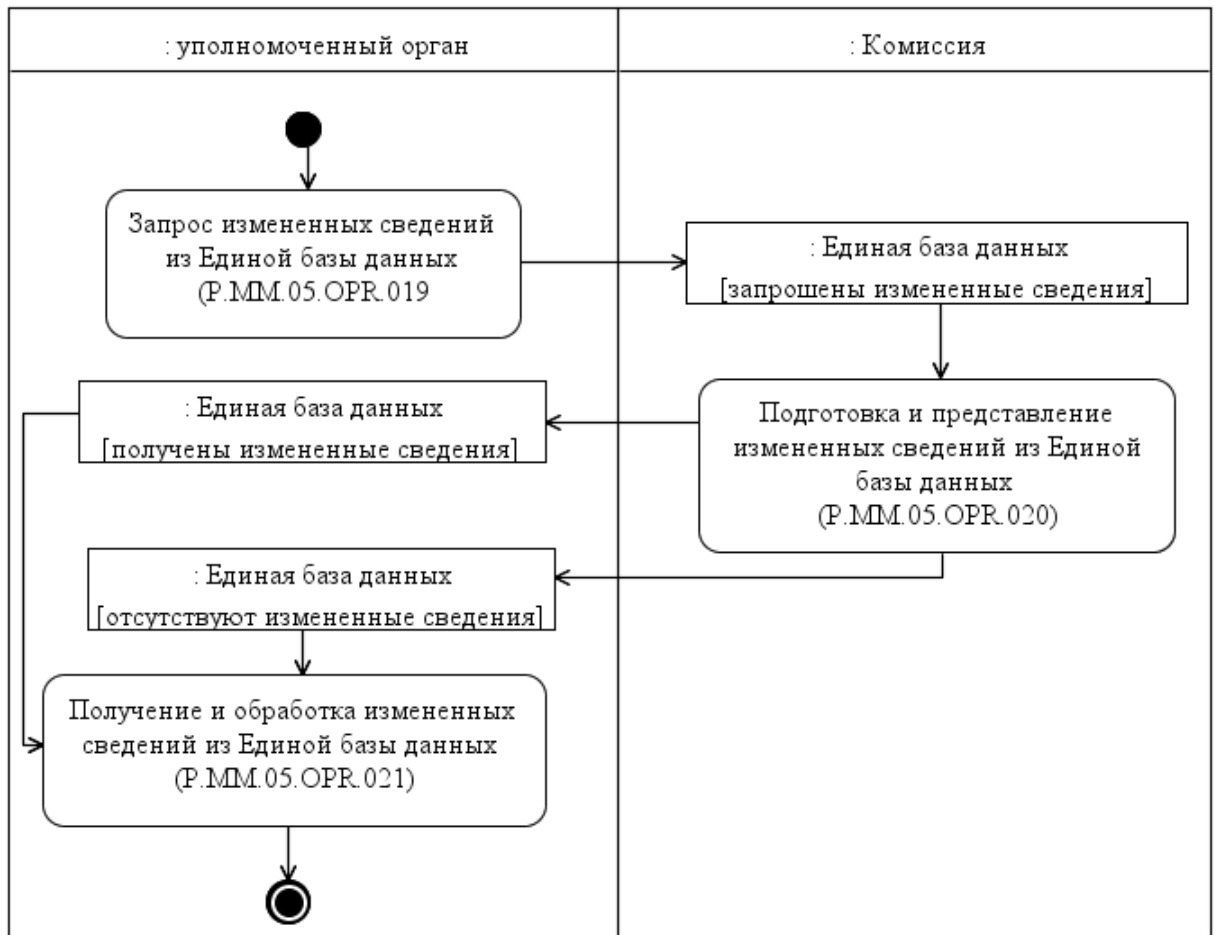 : уполномоченный орган
: Комиссия
Запрос измененных сведений
из Единой базы данных
(P.MM.05.OPR.019
: Единая база данных
[запрошены измененные сведения]
: Единая база данных
[получены измененные сведения]
Подготовка и представление
измененных сведений из Единой
базы данных
(P.MM.05.OPR.020)
: Единая база данных
[отсутствуют измененные сведения]
Получение и обработка измененных
сведений из Единой базы данных
(P.MM.05.OPR.021)